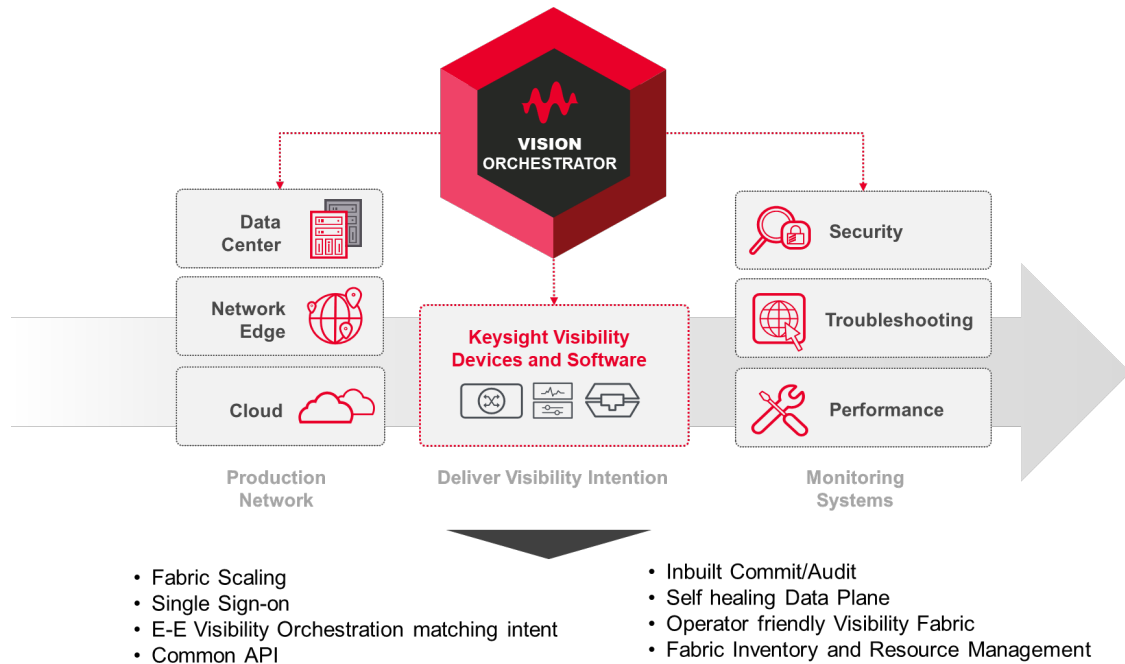 VISION
ORCHESTRATOR
Data
Center
Network
Edge
Cloud
Production
Network
Keysight Visibility
Devices and Software
Deliver Visibility Intention
Security
Troubleshooting
Performance
Monitoring
Systems
• Fabric Scaling
• Single Sign-on
• E-E Visibility Orchestration matching intent
• Common API
• Inbuilt Commit/Audit
• Self healing Data Plane
• Operator friendly Visibility Fabric
• Fabric Inventory and Resource Management